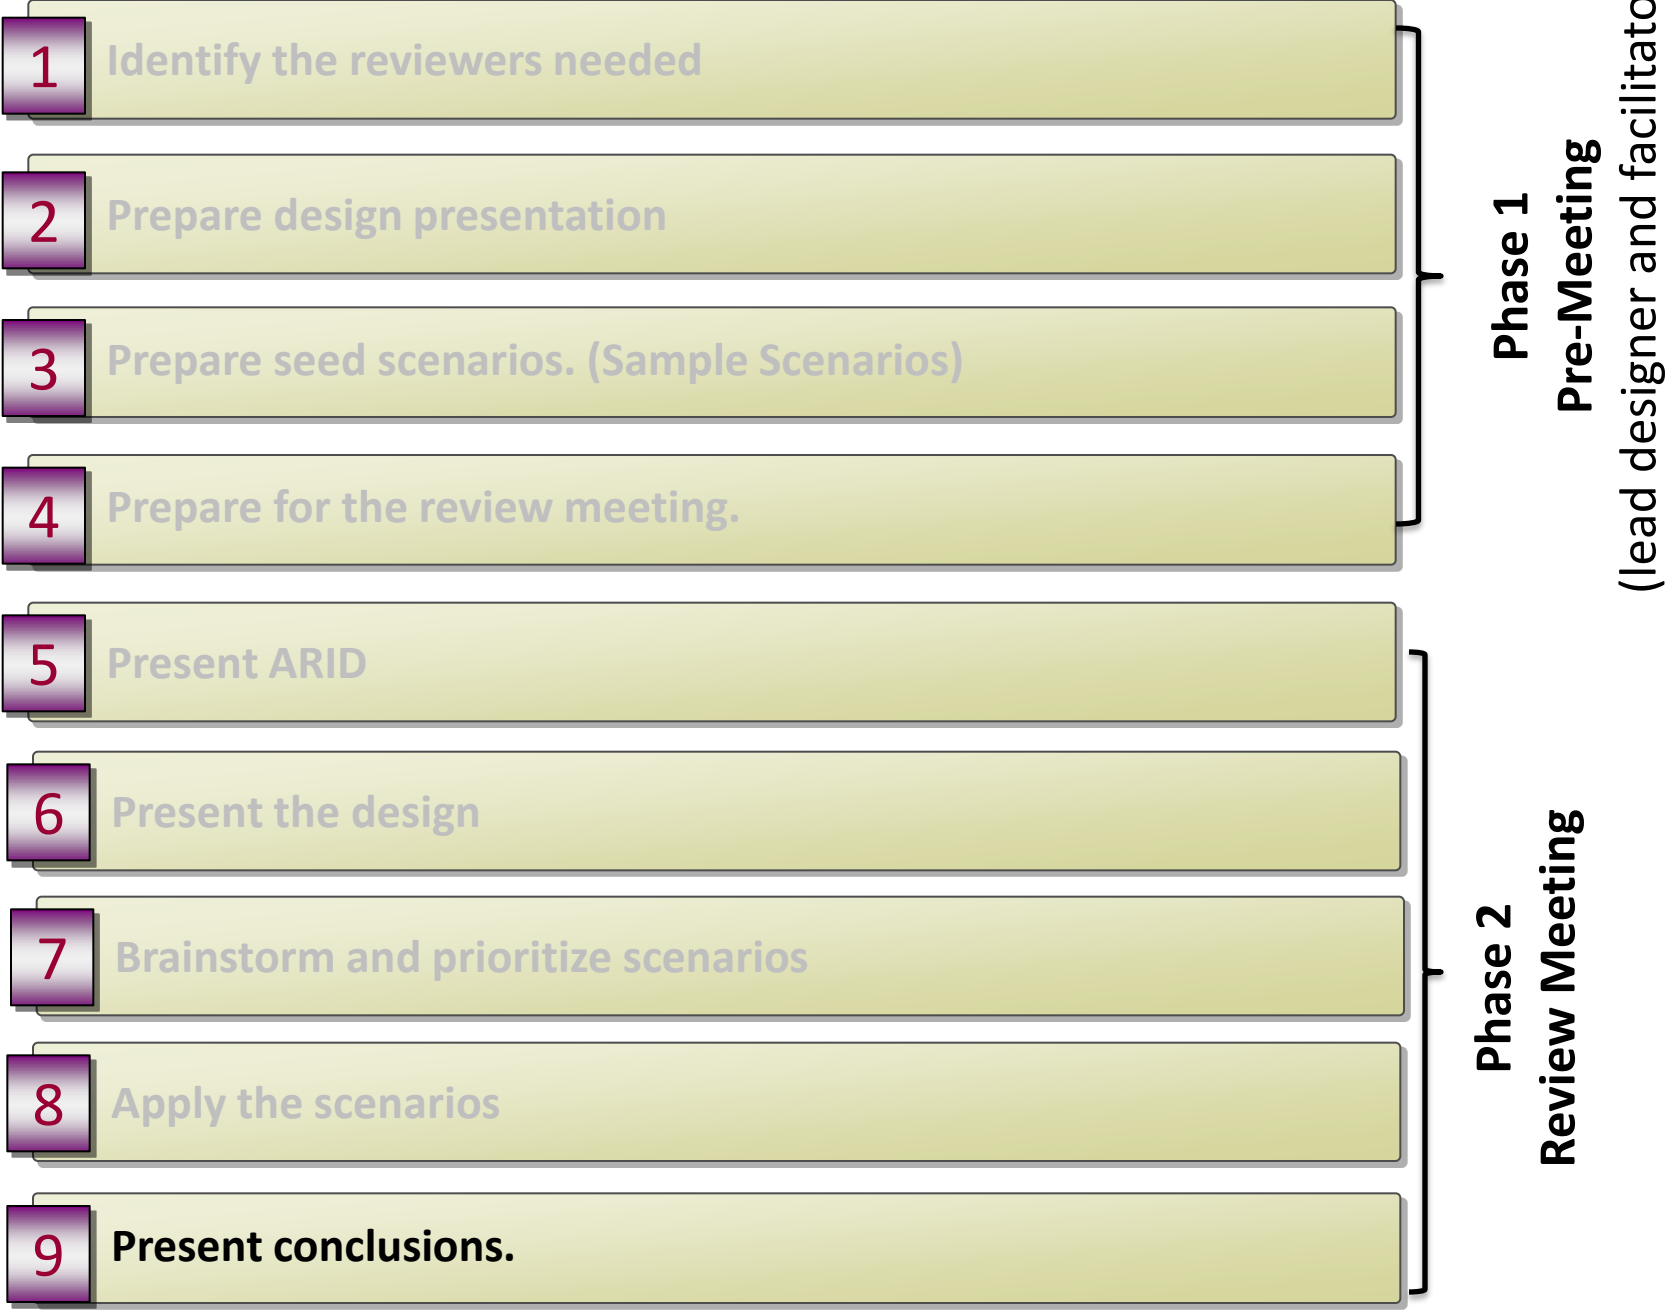 1 Identify the reviewers needed
2 Prepare design presentation
3 Prepare seed scenarios. (Sample Scenarios)
4 Prepare for the review meeting.
Phase 1
Pre-Meeting
(lead designer and facilitato
5 Present ARID
6 Present the design
7 Brainstorm and prioritize scenarios
8 Apply the scenarios
9 Present conclusions.
Phase 2
Review Meeting